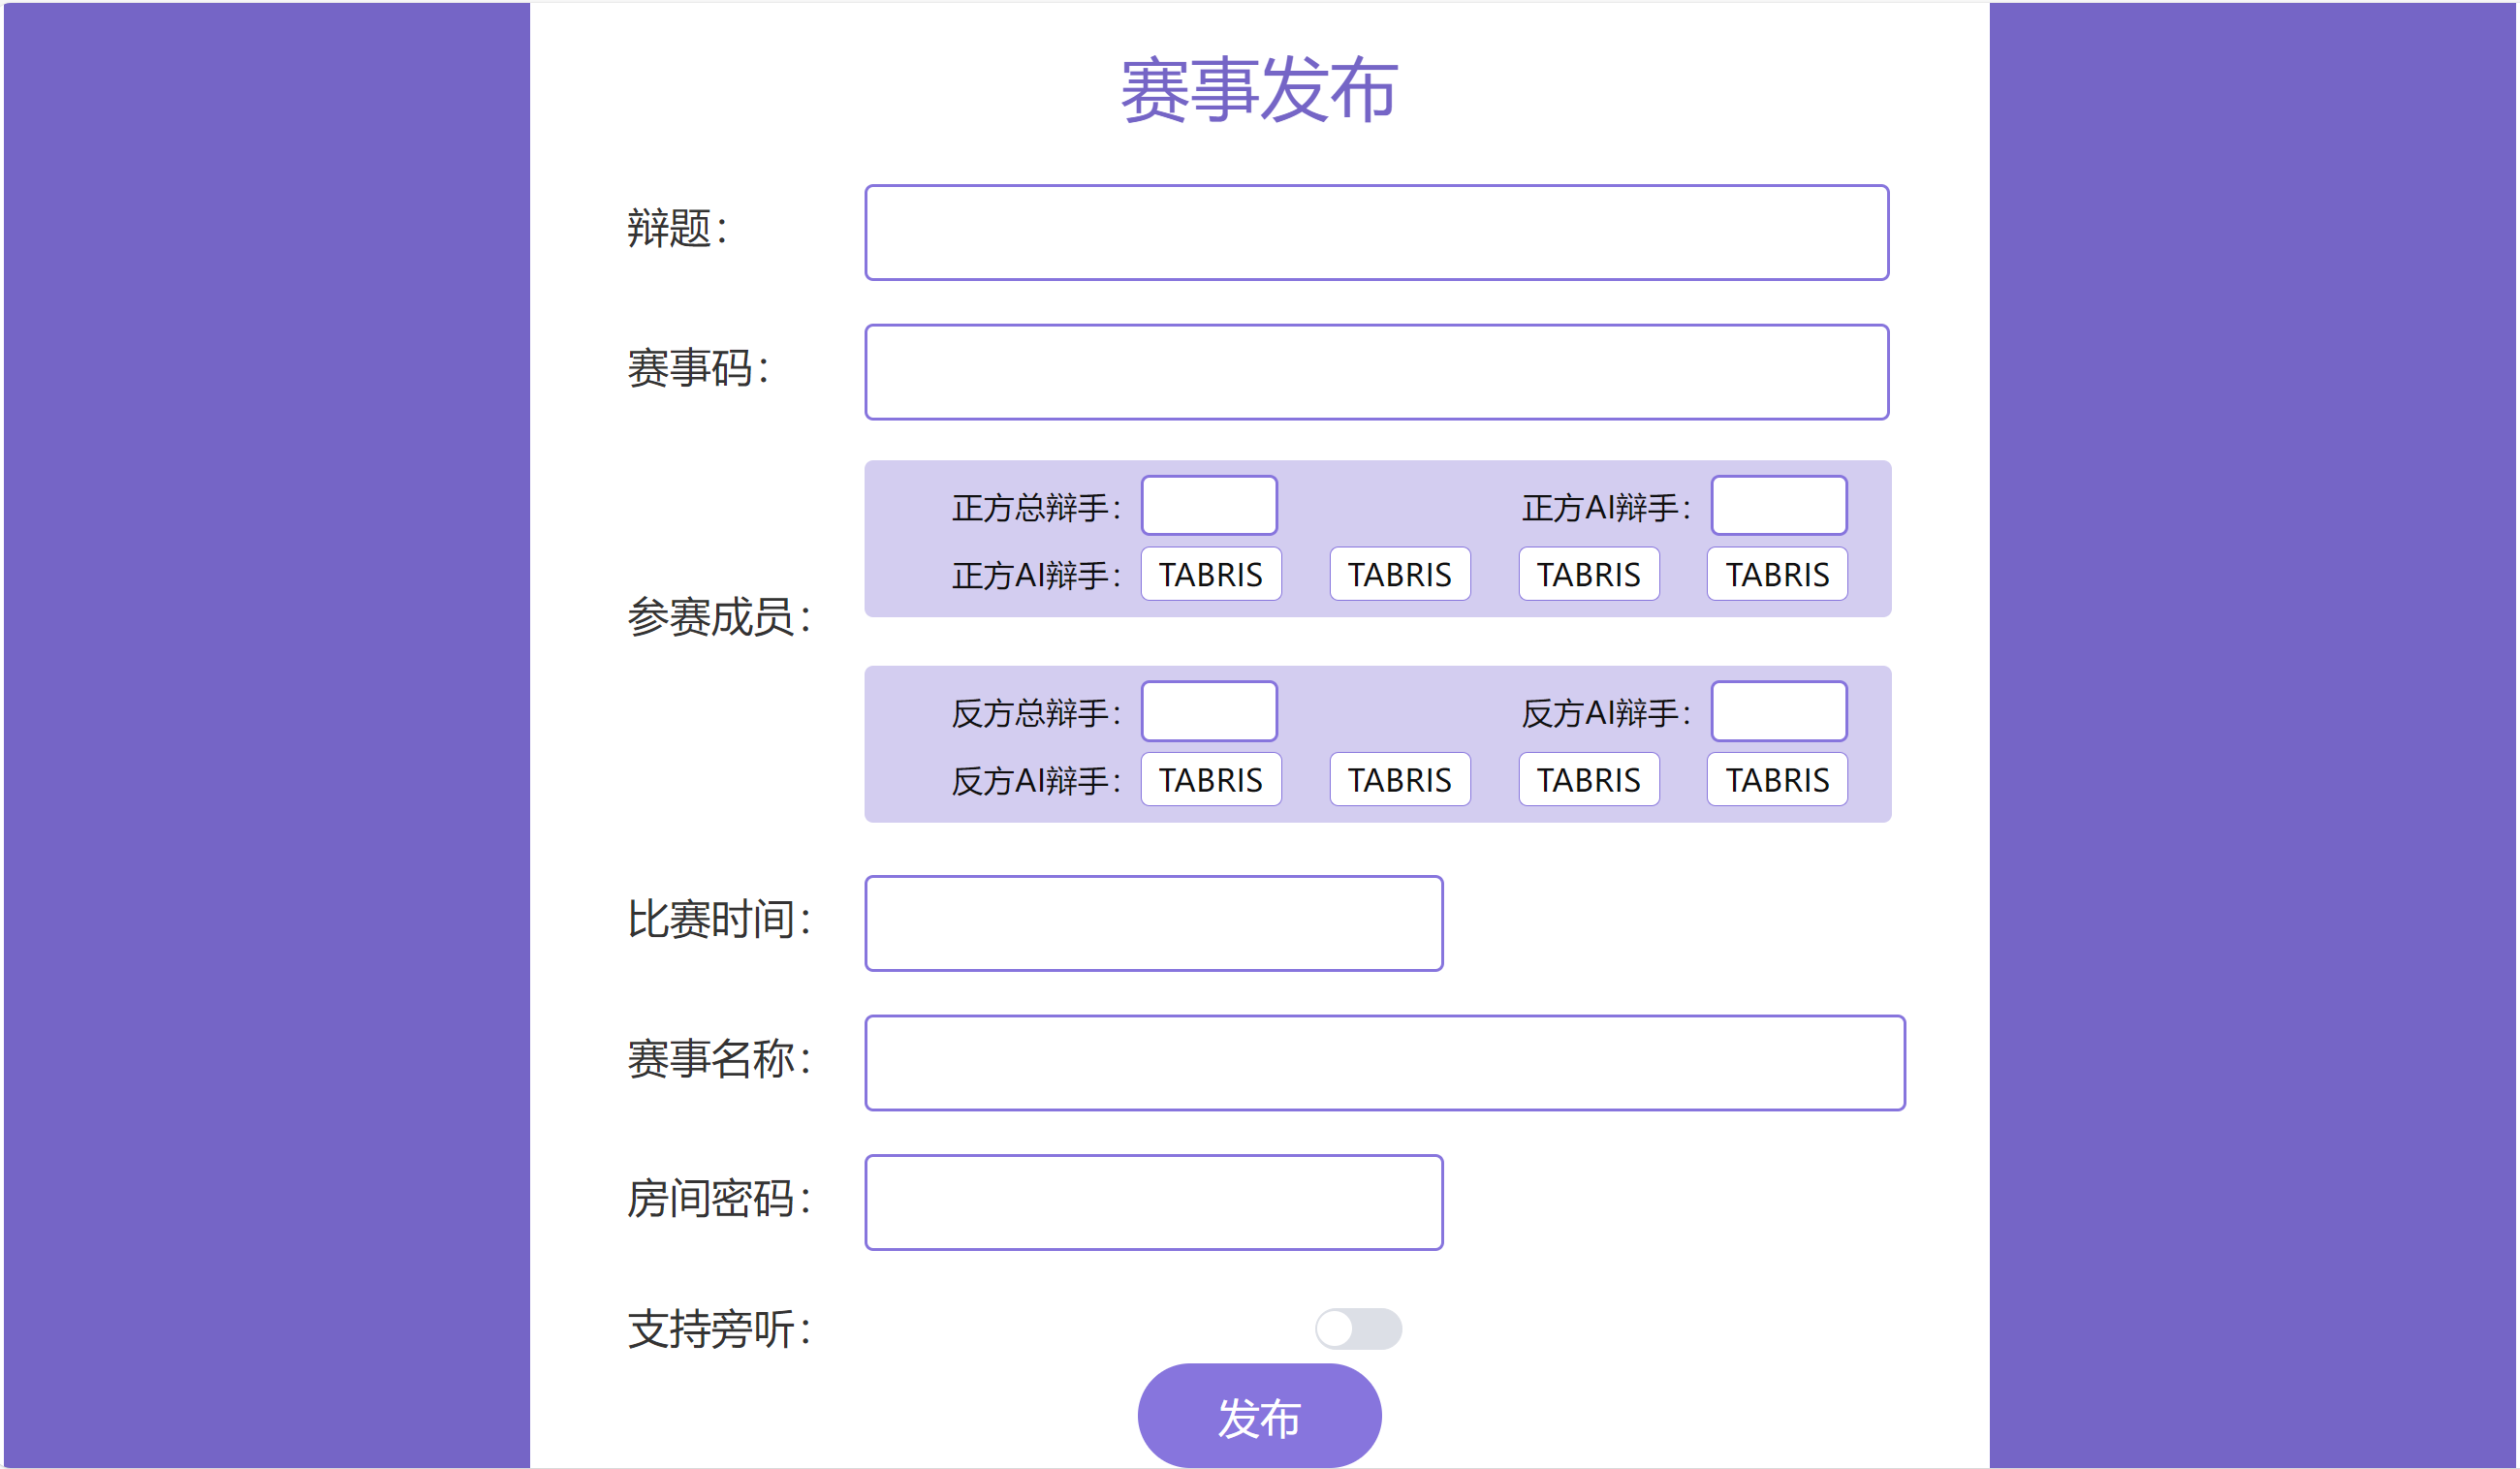 赛事发布
辩题：
赛事码：
参赛成员：
正方总辩手： 正方AI辩手：
正方AI辩手： TABRIS TABRIS TABRIS TABRIS
反方总辩手： 反方AI辩手：
反方AI辩手： TABRIS TABRIS TABRIS TABRIS
比赛时间：
赛事名称：
房间密码：
支持旁听：
发布